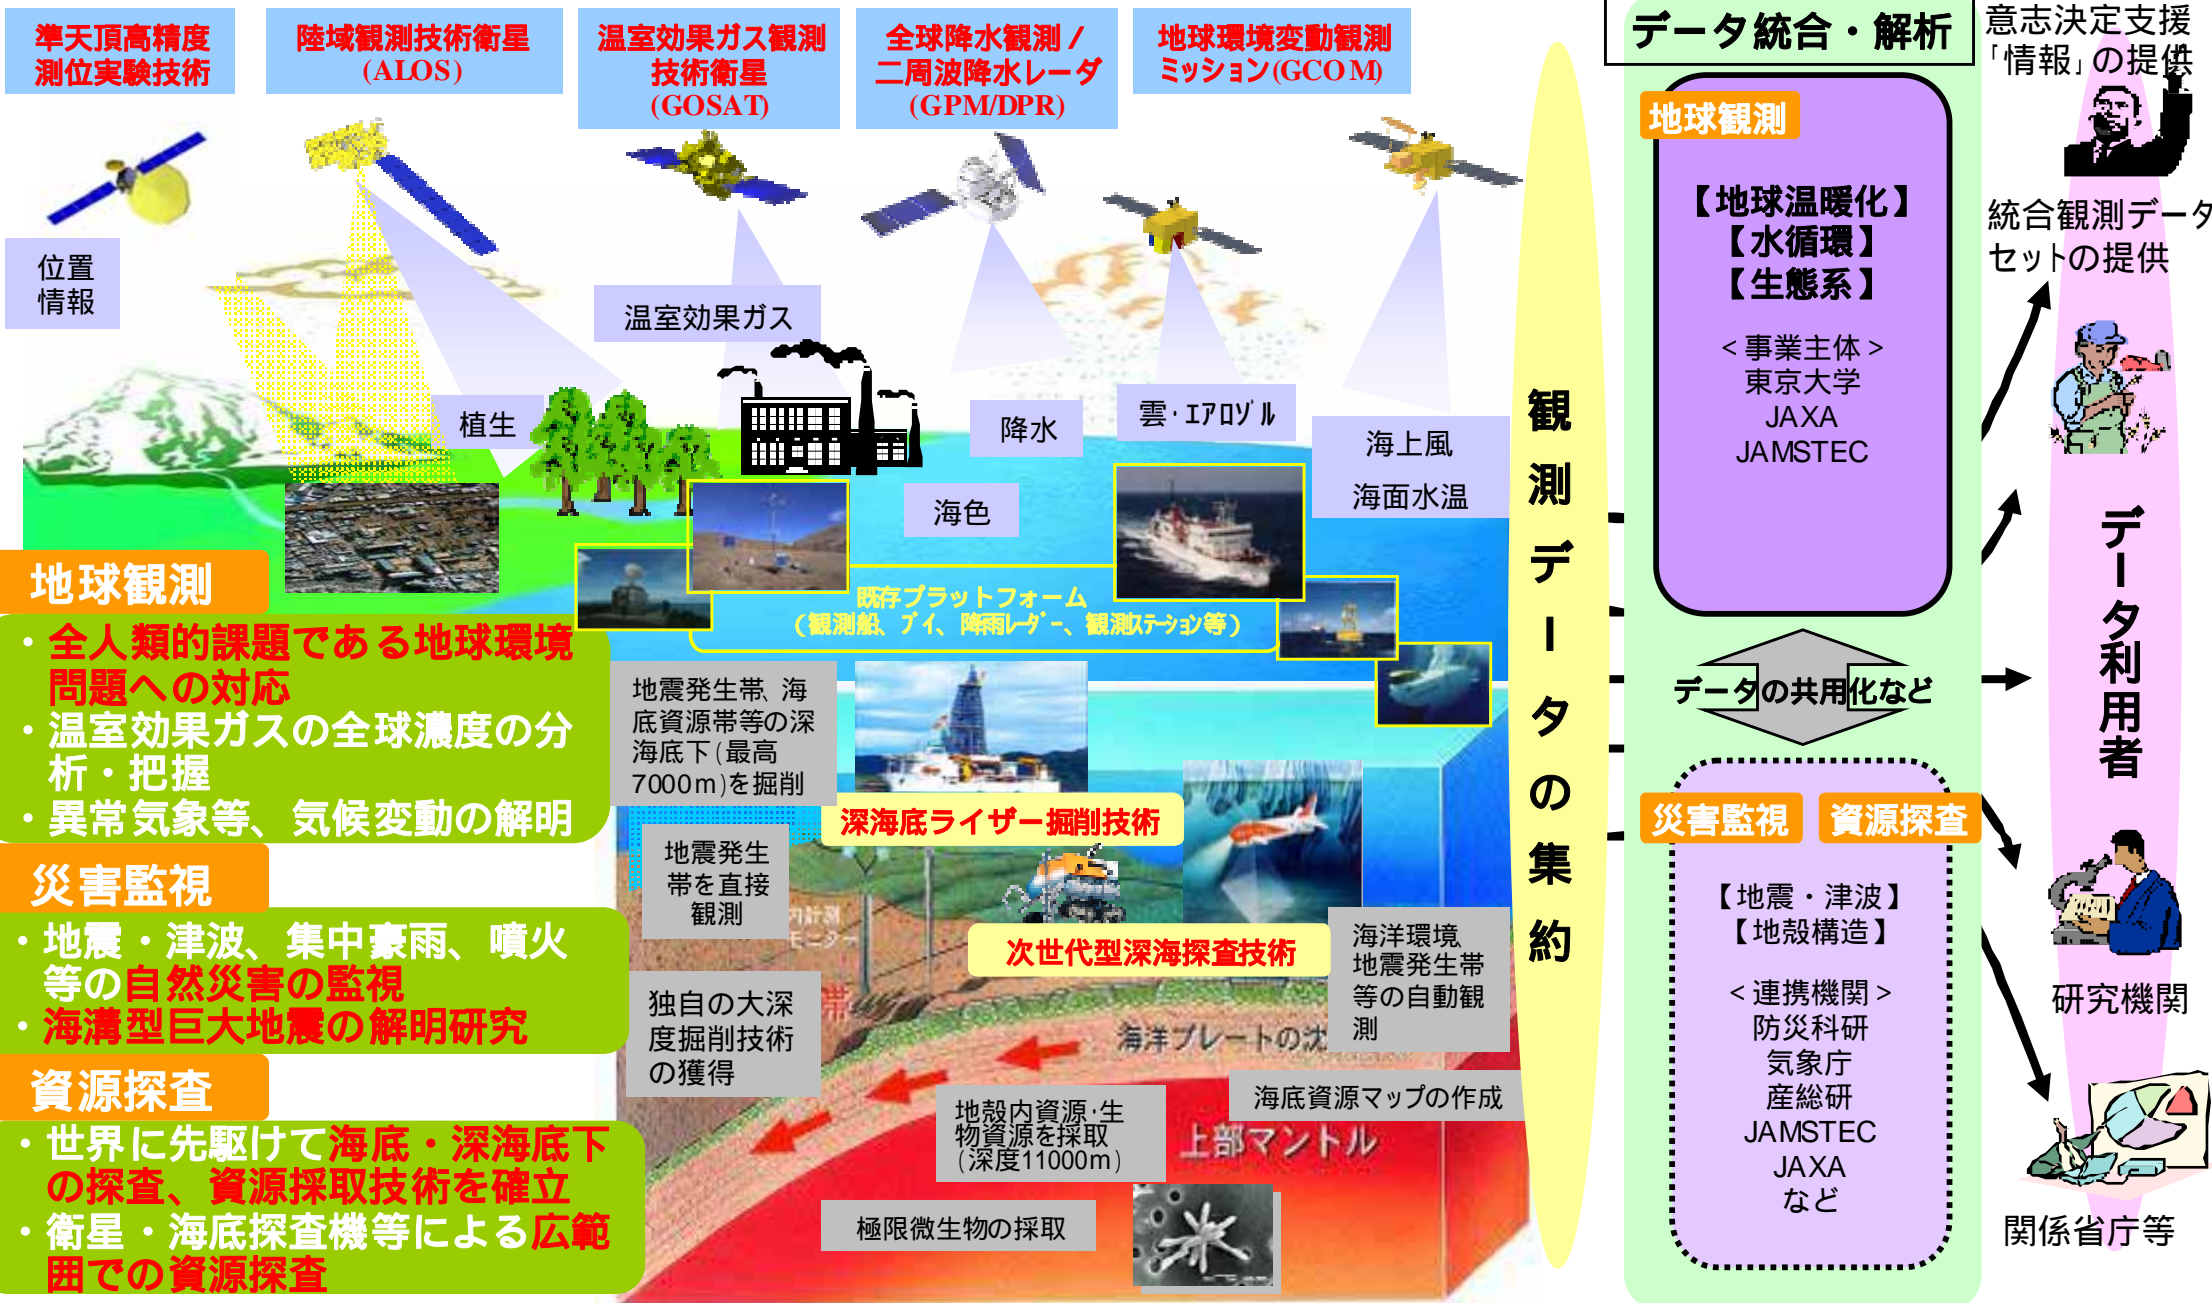 準天頂高精度
測位実験技術
陸域観測技術衛星
(ALOS)
温室効果ガス観測
技術衛星
(GOSAT)
全球降水観測／
二周波降水レーダ
(GPM/DPR)
地球環境変動観測
ミッション(GCOM)
位置
情報
植生
温室効果ガス
降水
海色
雲・エアロゾル
海上風
海面水温
既存プラットフォーム
(観測船、ブイ、降雨レーダー、観測ステーション等)
地球観測
・全人類的課題である地球環境
問題への対応
・温室効果ガスの全球濃度の分
析・把握
・異常気象等、気候変動の解明
災害監視
・地震・津波、集中豪雨、噴火
等の自然災害の監視
・海溝型巨大地震の解明研究
資源探査
・世界に先駆けて海底・深海底下
の探査、資源採取技術を確立
・衛星・海底探査機等による広範
囲での資源探査
地震発生帯、海
底資源帯等の深
海底下(最高
7000m)を掘削
深海底ライザー掘削技術
地震発生
帯を直接
観測
計測
モニター
次世代型深海探査技術
海洋環境
地震発生帯
等の自動観
測
独自の大深
度掘削技術
の獲得
帯
海洋プレートの沈
海底資源マップの作成
地殻内資源・生
物資源を採取
(深度11000m)
上部マントル
極限微生物の採取
観測データの集約
データ統合・解析
地球観測
【地球温暖化】
【水循環】
【生態系】
<事業主体>
東京大学
JAXA
JAMSTEC
データの共用化など
災害監視
資源探査
【地震・津波】
【地殻構造】
<連携機関>
防災科研
気象庁
産総研
JAMSTEC
JAXA
など
意志決定支援
「情報」の提供
統合観測データ
セットの提供
データ利用者
研究機関
関係省庁等